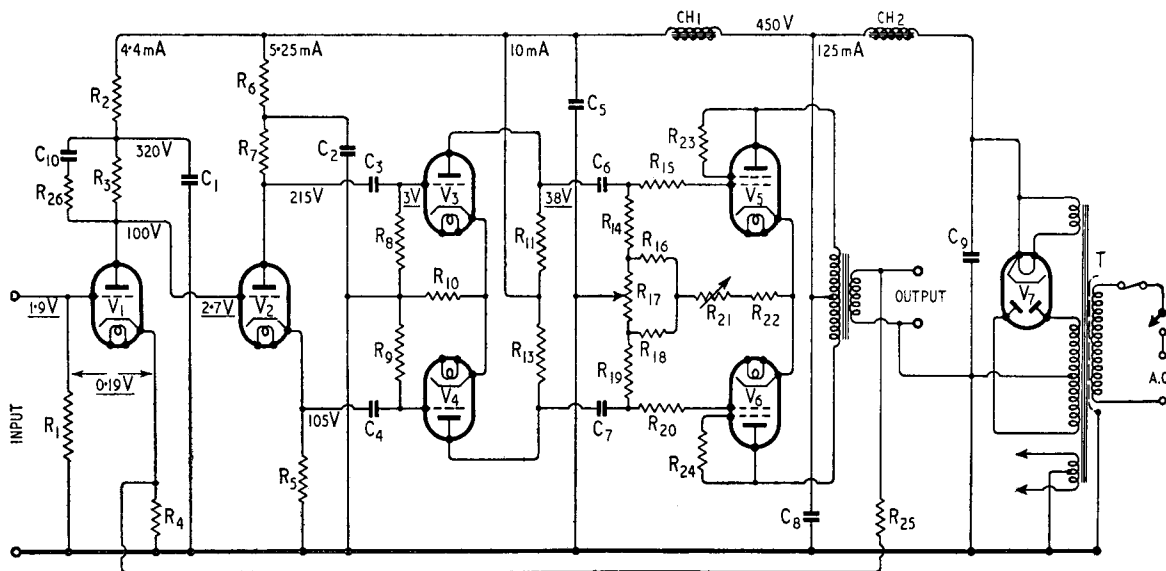 CH1
450 V
CH2
4·4mA
5·25mA
10mA
125mA
R2
R6
C5
C10
320V
R3
R7
C2
C3
R23
R26
C1
215V
3V
V3
38V
C6
R15
V5
100V
R8
R11
R14
R16
C9
T
1·9V
V1
2·7V
V2
R10
R17
R21
R22
OUTPUT
V7
R9
R13
R18
0·19V
R19
A.C
INPUT
R1
105V
C4
V4
C7
R20
V6
R5
R24
R4
C8
R25